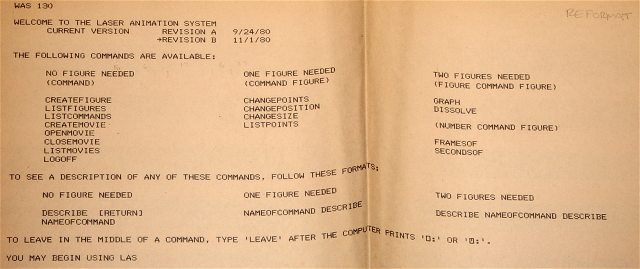 WAS 130
REFORMAT
WELCOME TO THE LASER ANIMATION SYSTEM
CURRENT VERSION REVISION A 9/24/80
→REVISION B 11/1/80
THE FOLLOWING COMMANDS ARE AVAILABLE:
NO FIGURE NEEDED ONE FIGURE NEEDED TWO FIGURES NEEDED
(COMMAND) (COMMAND FIGURE) (FIGURE COMMAND FIGURE)
CREATEFIGURE CHANGEPOINTS GRAPH
LISTFIGURES CHANGEPOSITION DISSOLVE
LISTCOMMANDS CHANGESIZE
CREATEMOVIE LISTPOINTS (NUMBER COMMAND FIGURE)
OPENMOVIE
CLOSEMOVIE FRAMESOF
LISTMOVIES SECONDSOF
LOGOFF
TO SEE A DESCRIPTION OF ANY OF THESE COMMANDS. FOLLOW THESE FORMATS:
NO FIGURE NEEDED ONE FIGURE NEEDED TWO FIGURES NEEDED
DESCRIBE [RETURN] NAMEOFCOMMAND DESCRIBE DESCRIBE NAMEOFCOMMAND DESCRIBE
NAMEOFCOMMAND
TO LEAVE IN THE MIDDLE OF A COMMAND, TYPE 'LEAVE' AFTER THE COMPUTER PRINTS '□:' OR '⍞:'.
YOU MAY BEGIN USING LAS